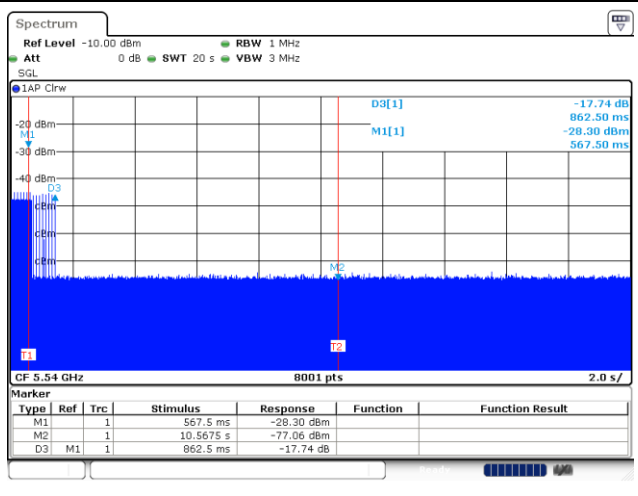 Spectrum
Ref Level -10.00 dBm RBW 1 MHz
Att 0 dB SWT 20 s VBW 3 MHz
SGL
1AP Clrw
D3[1] -17.74 dB
862.50 ms
M1[1] -28.30 dBm
567.50 ms
-20 dBm
M1
-30 dBm
-40 dBm
D3
dBm
dBm
dBm
M2
T1
T2
CF 5.54 GHz 8001 pts 2.0 s/
Marker
Type Ref Trc Stimulus Response Function Function Result
M1 1 567.5 ms -28.30 dBm
M2 1 10.5675 s -77.06 dBm
D3 M1 1 862.5 ms -17.74 dB